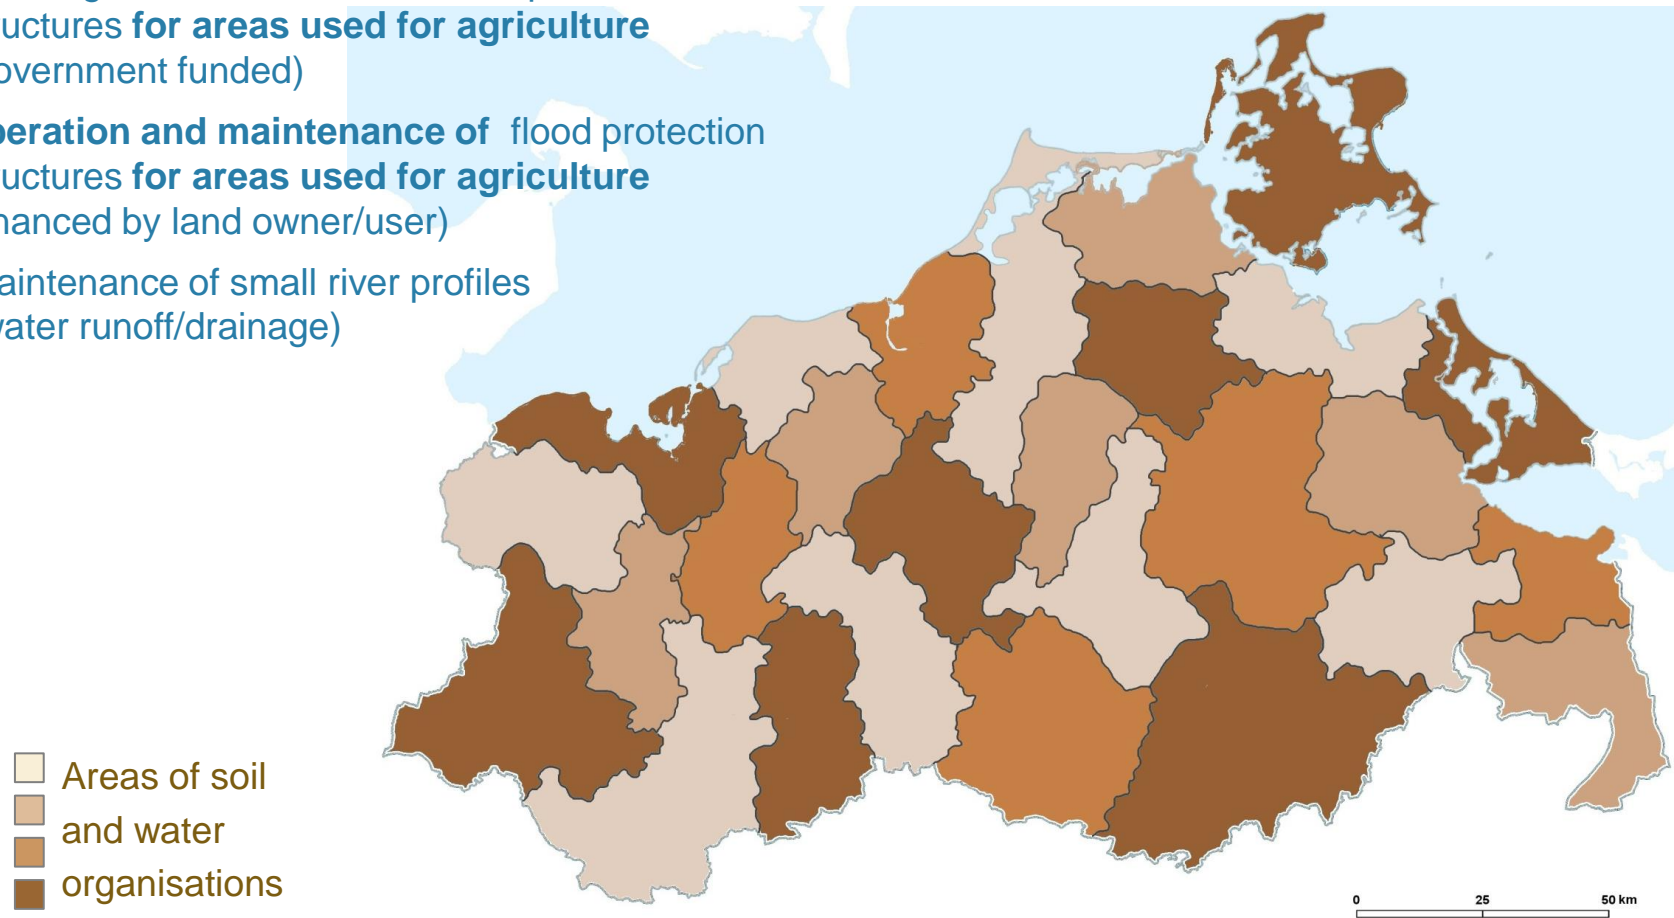 uctures for areas used for agriculture
overnment funded)
peration and maintenance of flood protection
uctures for areas used for agriculture
nanced by land owner/user)
aintenance of small river profiles
vater runoff/drainage)
Areas of soil
and water
organisations
0 25 50 km